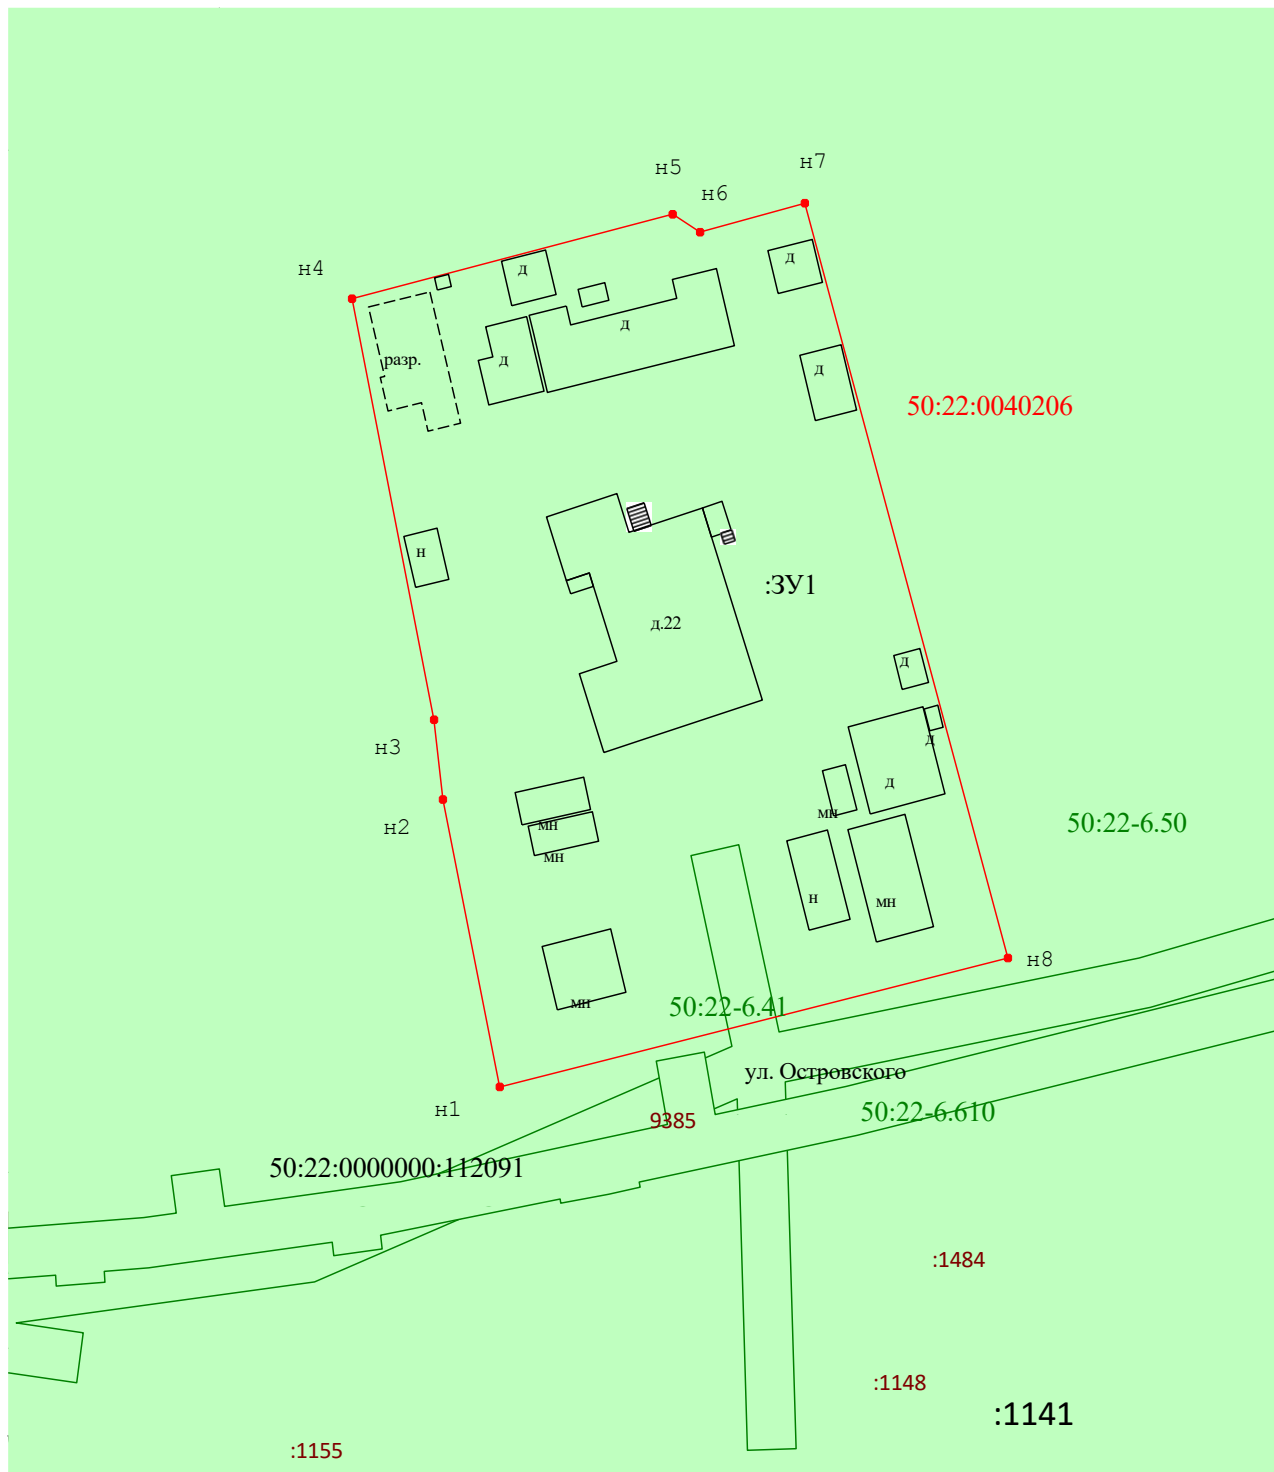 н7
н5
н6
н4
д
д
д
разр.
д
д
50:22:0040206
н
:ЗУ1
д.22
д
н3
д
д
мн
н2
мн
50:22-6.50
мн
н
мн
н8
мн
50:22-6.41
ул. Островского
н1
9385
50:22-6.610
50:22:0000000:112091
:1484
:1148
:1141
:1155